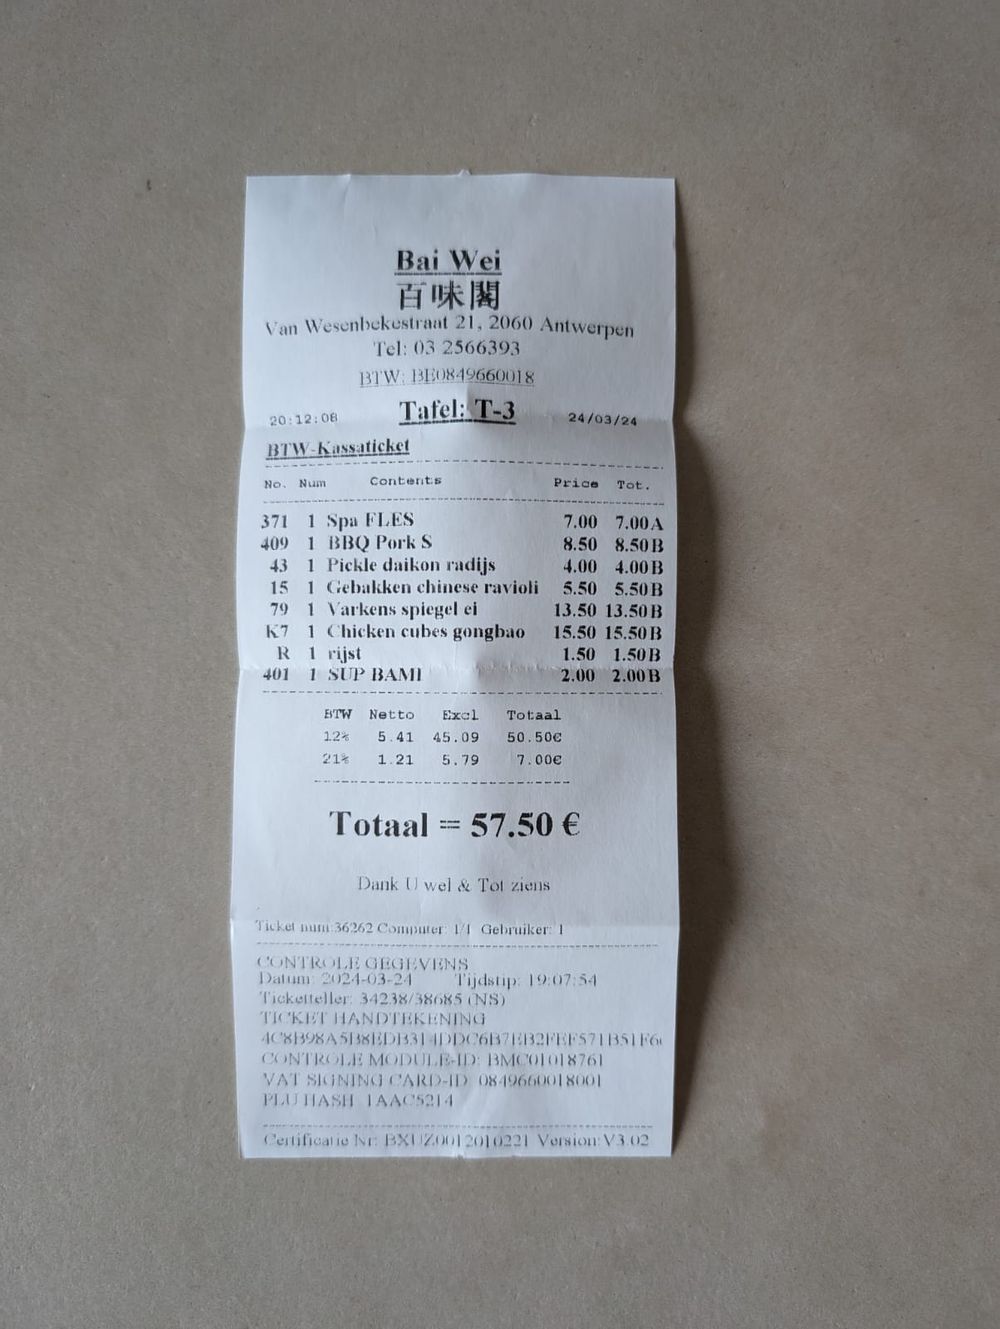 Bai Wei
百味閣
Van Wesenbekestraat 21, 2060 Antwerpen
Tel: 03 2566393
BTW: BE0849660018
20:12:08 Tafel: T-3 24/03/24
BTW-Kassaticket
No. Num Contents Price Tot.
371 1 Spa FLES 7.00 7.00A
409 1 BBQ Pork S 8.50 8.50B
43 1 Pickle daikon radijs 4.00 4.00B
15 1 Gebakken chinese ravioli 5.50 5.50B
79 1 Varkens spiegel ei 13.50 13.50B
K7 1 Chicken cubes gongbao 15.50 15.50B
R 1 rijst 1.50 1.50B
401 1 SUP BAMI 2.00 2.00B
BTW Netto Excl Totaal
12% 5.41 45.09 50.50€
21% 1.21 5.79 7.00€
Totaal = 57.50 €
Dank U wel & Tot ziens
Ticket num:36262 Computer: 1/1 Gebruiker: 1
CONTROLE GEGEVENS
Datum: 2024-03-24 Tijdstip: 19:07:54
Ticketteller: 34238/38685 (NS)
TICKET HANDTEKENING
CONTROLE MODULE-ID: BMC01018761
VAT SIGNING CARD-ID 0849660018001
PLU HASH 1AAC5214
Certificatie Nr: BXUZ0012010221 Version:V3.02